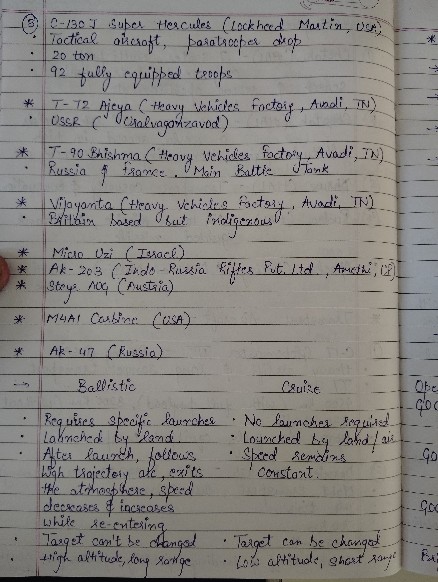 5 C-130 J Super Hercules (Lockheed Martin, USA)
Tactical aircraft, paratrooper drop
• 20 ton
• 92 fully equipped troops
* T-72 Ajeya (Heavy Vehicles Factory, Avadi, TN)
• USSR (Uralvagonzavod)
* T-90 Bhishma (Heavy Vehicles Factory, Avadi, TN)
• Russia & France. Main Battle Tank
* Vijayanta (Heavy Vehicles Factory, Avadi, TN)
• Britain based but indigenous
* Micro Uzi (Israel)
* Ak-203 (Indo-Russia Rifles Pvt. Ltd., Amethi, UP)
* Steyr AUG (Austria)
* M4A1 Carbine (USA)
* Ak-47 (Russia)
→ Ballistic Cruise
• Requires specific launcher • No launcher required
• Launched by land • Launched by land/air
• After launch, follows • Speed remains
high trajectory arc, exits constant.
the atmosphere, speed
decreases & increases
while re-entering
• Target can't be changed • Target can be changed
• High altitude, long range • Low altitude, short range